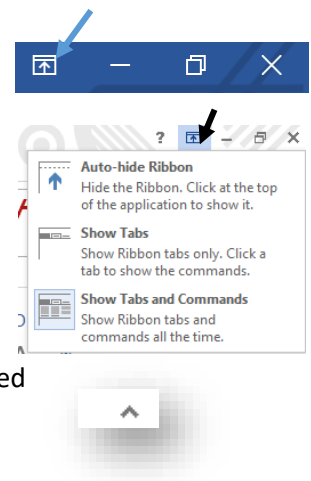 ?
Auto-hide Ribbon
Hide the Ribbon. Click at the top
of the application to show it.
Show Tabs
Show Ribbon tabs only. Click a
tab to show the commands.
Show Tabs and Commands
Show Ribbon tabs and
commands all the time.
ed